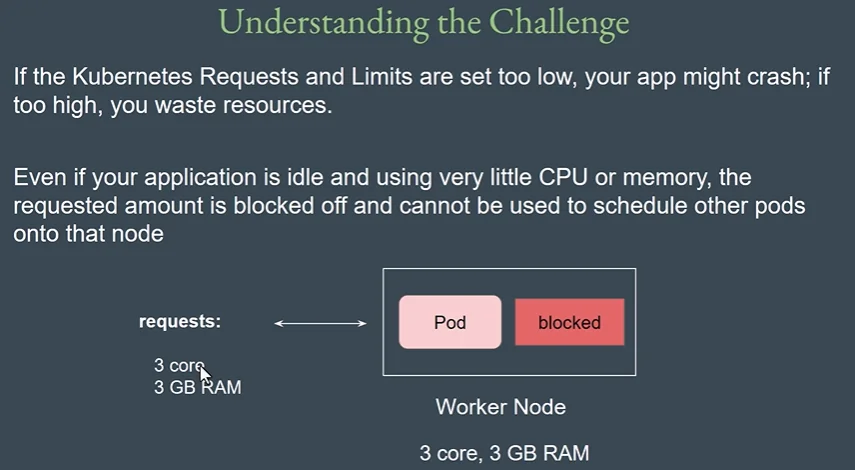 Understanding the Challenge
If the Kubernetes Requests and Limits are set too low, your app might crash; if
too high, you waste resources.
Even if your application is idle and using very little CPU or memory, the
requested amount is blocked off and cannot be used to schedule other pods
onto that node
requests:
3 core
3 GB RAM
Pod
blocked
Worker Node
3 core, 3 GB RAM